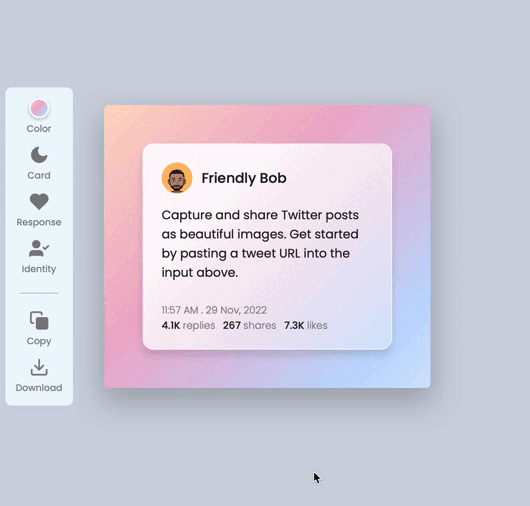 Color
Card
Response
Identity
Copy
Download
Friendly Bob
Capture and share Twitter posts
as beautiful images. Get started
by pasting a tweet URL into the
input above.
11:57 AM . 29 Nov, 2022
4.1K replies 267 shares 7.3K likes